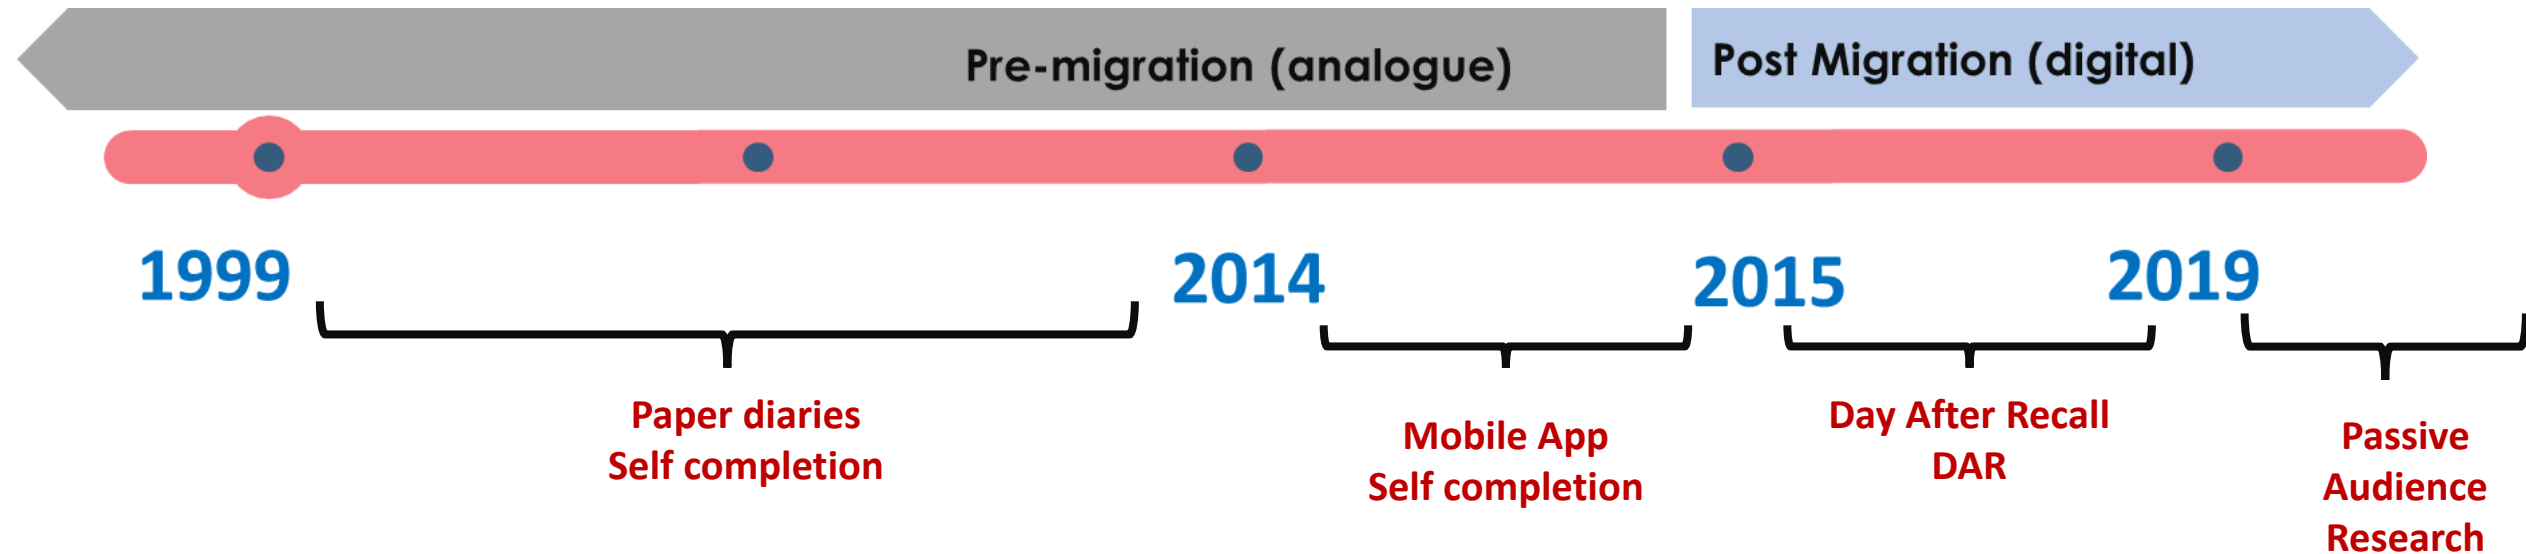 Pre-migration (analogue)
Post Migration (digital)
1999
2014
2015
2019
Paper diaries
Self completion
Mobile App
Self completion
Day After Recall
DAR
Passive
Audience
Research